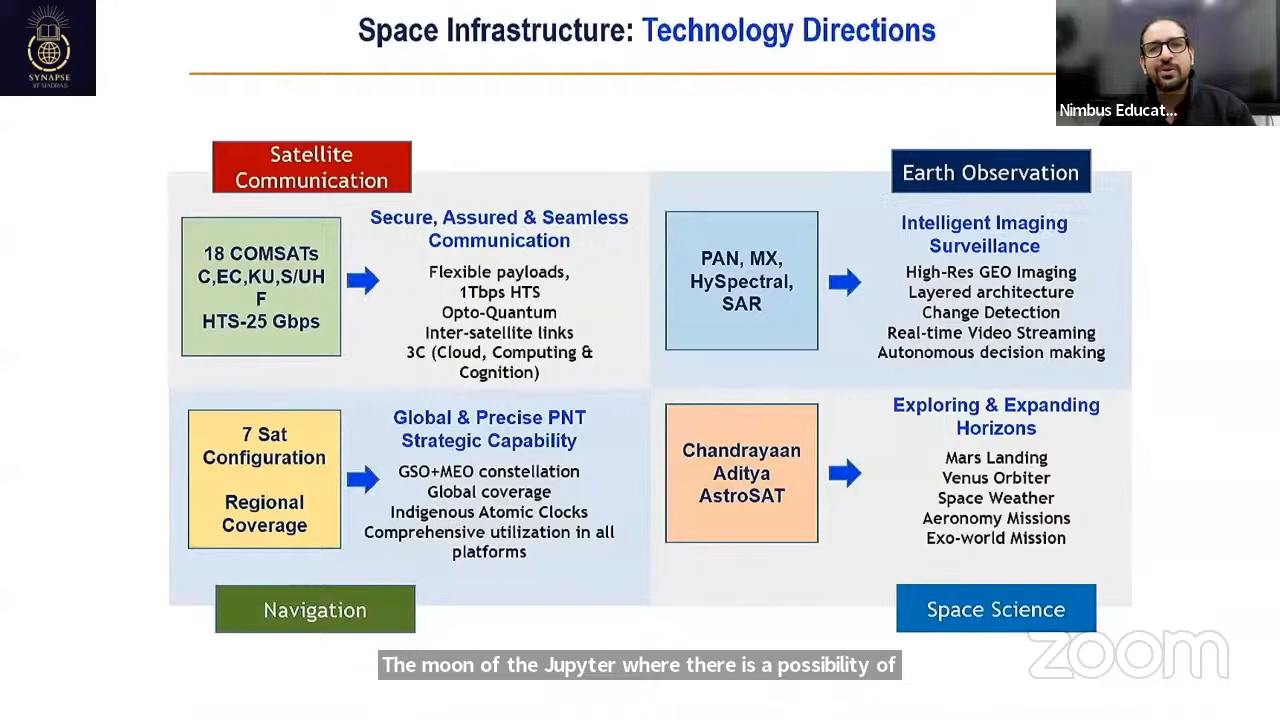 Space Infrastructure: Technology Directions
SYNAPSE
IIT MADRAS
Nimbus Educat...
Satellite
Communication
18 COMSATs
C,EC,KU,S/UH
F
HTS-25 Gbps
Secure, Assured & Seamless
Communication
Flexible payloads,
1Tbps HTS
Opto-Quantum
Inter-satellite links
3C (Cloud, Computing &
Cognition)
Earth Observation
PAN, MX,
HySpectral,
SAR
Intelligent Imaging
Surveillance
High-Res GEO Imaging
Layered architecture
Change Detection
Real-time Video Streaming
Autonomous decision making
7 Sat
Configuration
Regional
Coverage
Global & Precise PNT
Strategic Capability
GSO+MEO constellation
Global coverage
Indigenous Atomic Clocks
Comprehensive utilization in all
platforms
Navigation
Chandrayaan
Aditya
AstroSAT
Exploring & Expanding
Horizons
Mars Landing
Venus Orbiter
Space Weather
Aeronomy Missions
Exo-world Mission
Space Science
The moon of the Jupyter where there is a possibility of
zoom